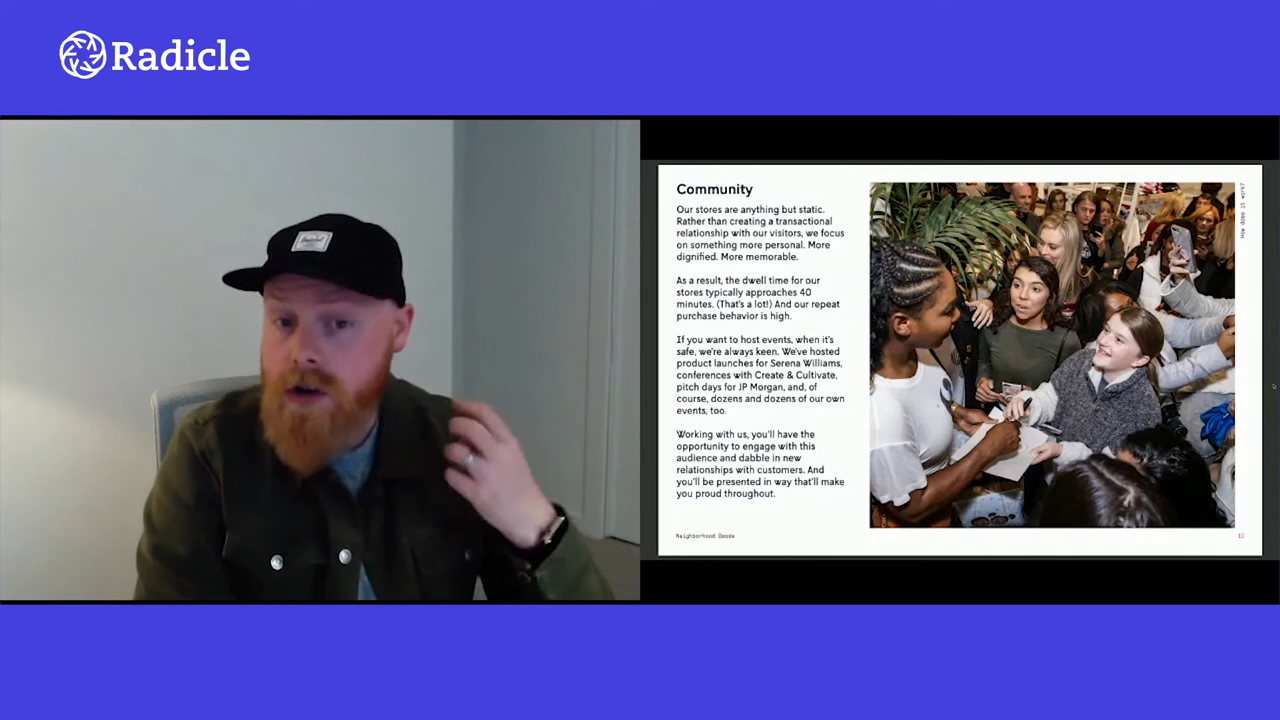 Radicle
Community
Our stores are anything but static.
Rather than creating a transactional
relationship with our visitors, we focus
on something more personal. More
dignified. More memorable.
As a result, the dwell time for our
stores typically approaches 40
minutes. (That's a lot!) And our repeat
purchase behavior is high.
If you want to host events, when it's
safe, we're always keen. We've hosted
product launches for Serena Williams,
conferences with Create & Cultivate,
pitch days for JP Morgan, and, of
course, dozens and dozens of our own
events, too.
Working with us, you'll have the
opportunity to engage with this
audience and dabble in new
relationships with customers. And
you'll be presented in way that'll make
you proud throughout.
How does it work?
Neighborhood Goods
10